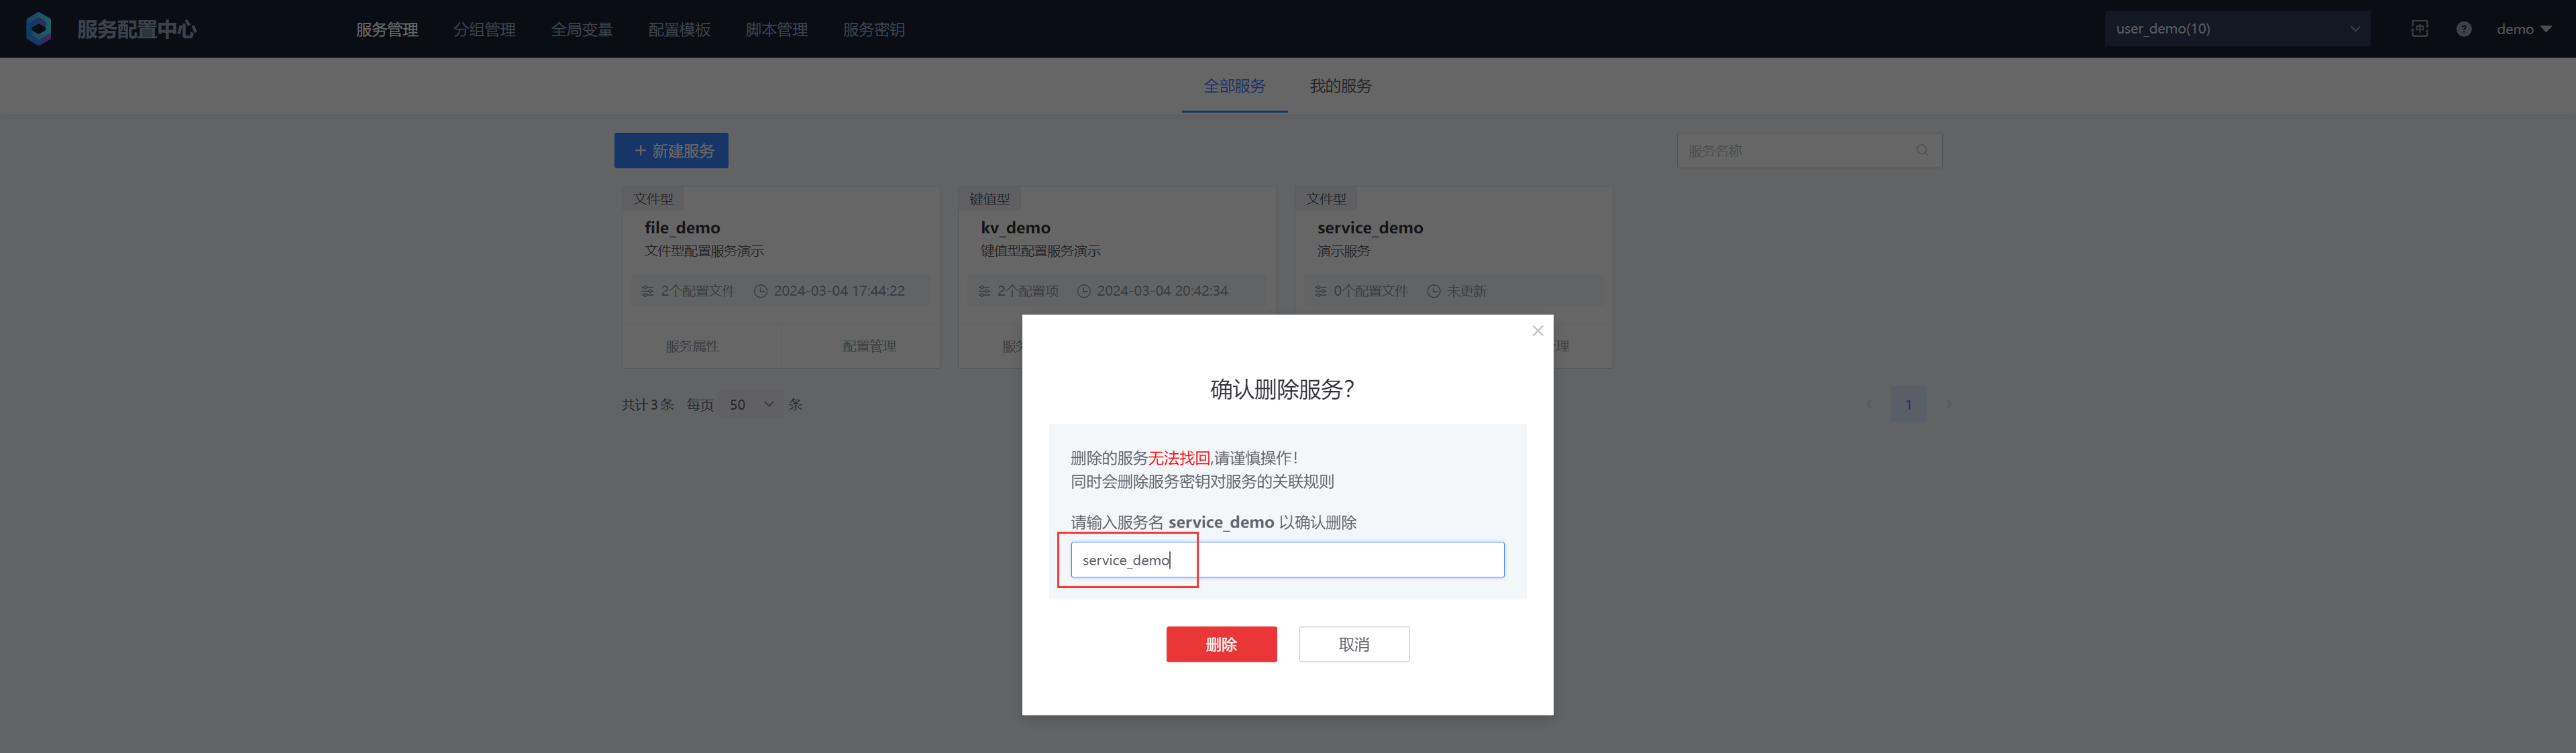 服务配置中心 服务管理 分组管理 全局变量 配置模板 脚本管理 服务密钥 user_demo(10) 中 ? demo
全部服务 我的服务
+ 新建服务 服务名称
文件型 键值型 文件型
file_demo kv_demo service_demo
文件型配置服务演示 键值型配置服务演示 演示服务
2个配置文件 2024-03-04 17:44:22 2个配置项 2024-03-04 20:42:34 0个配置文件 未更新
服务属性 配置管理
共计 3 条 每页 50 条 1
确认删除服务？
删除的服务无法找回,请谨慎操作！
同时会删除服务密钥对服务的关联规则
请输入服务名 service_demo 以确认删除
service_demo
删除 取消